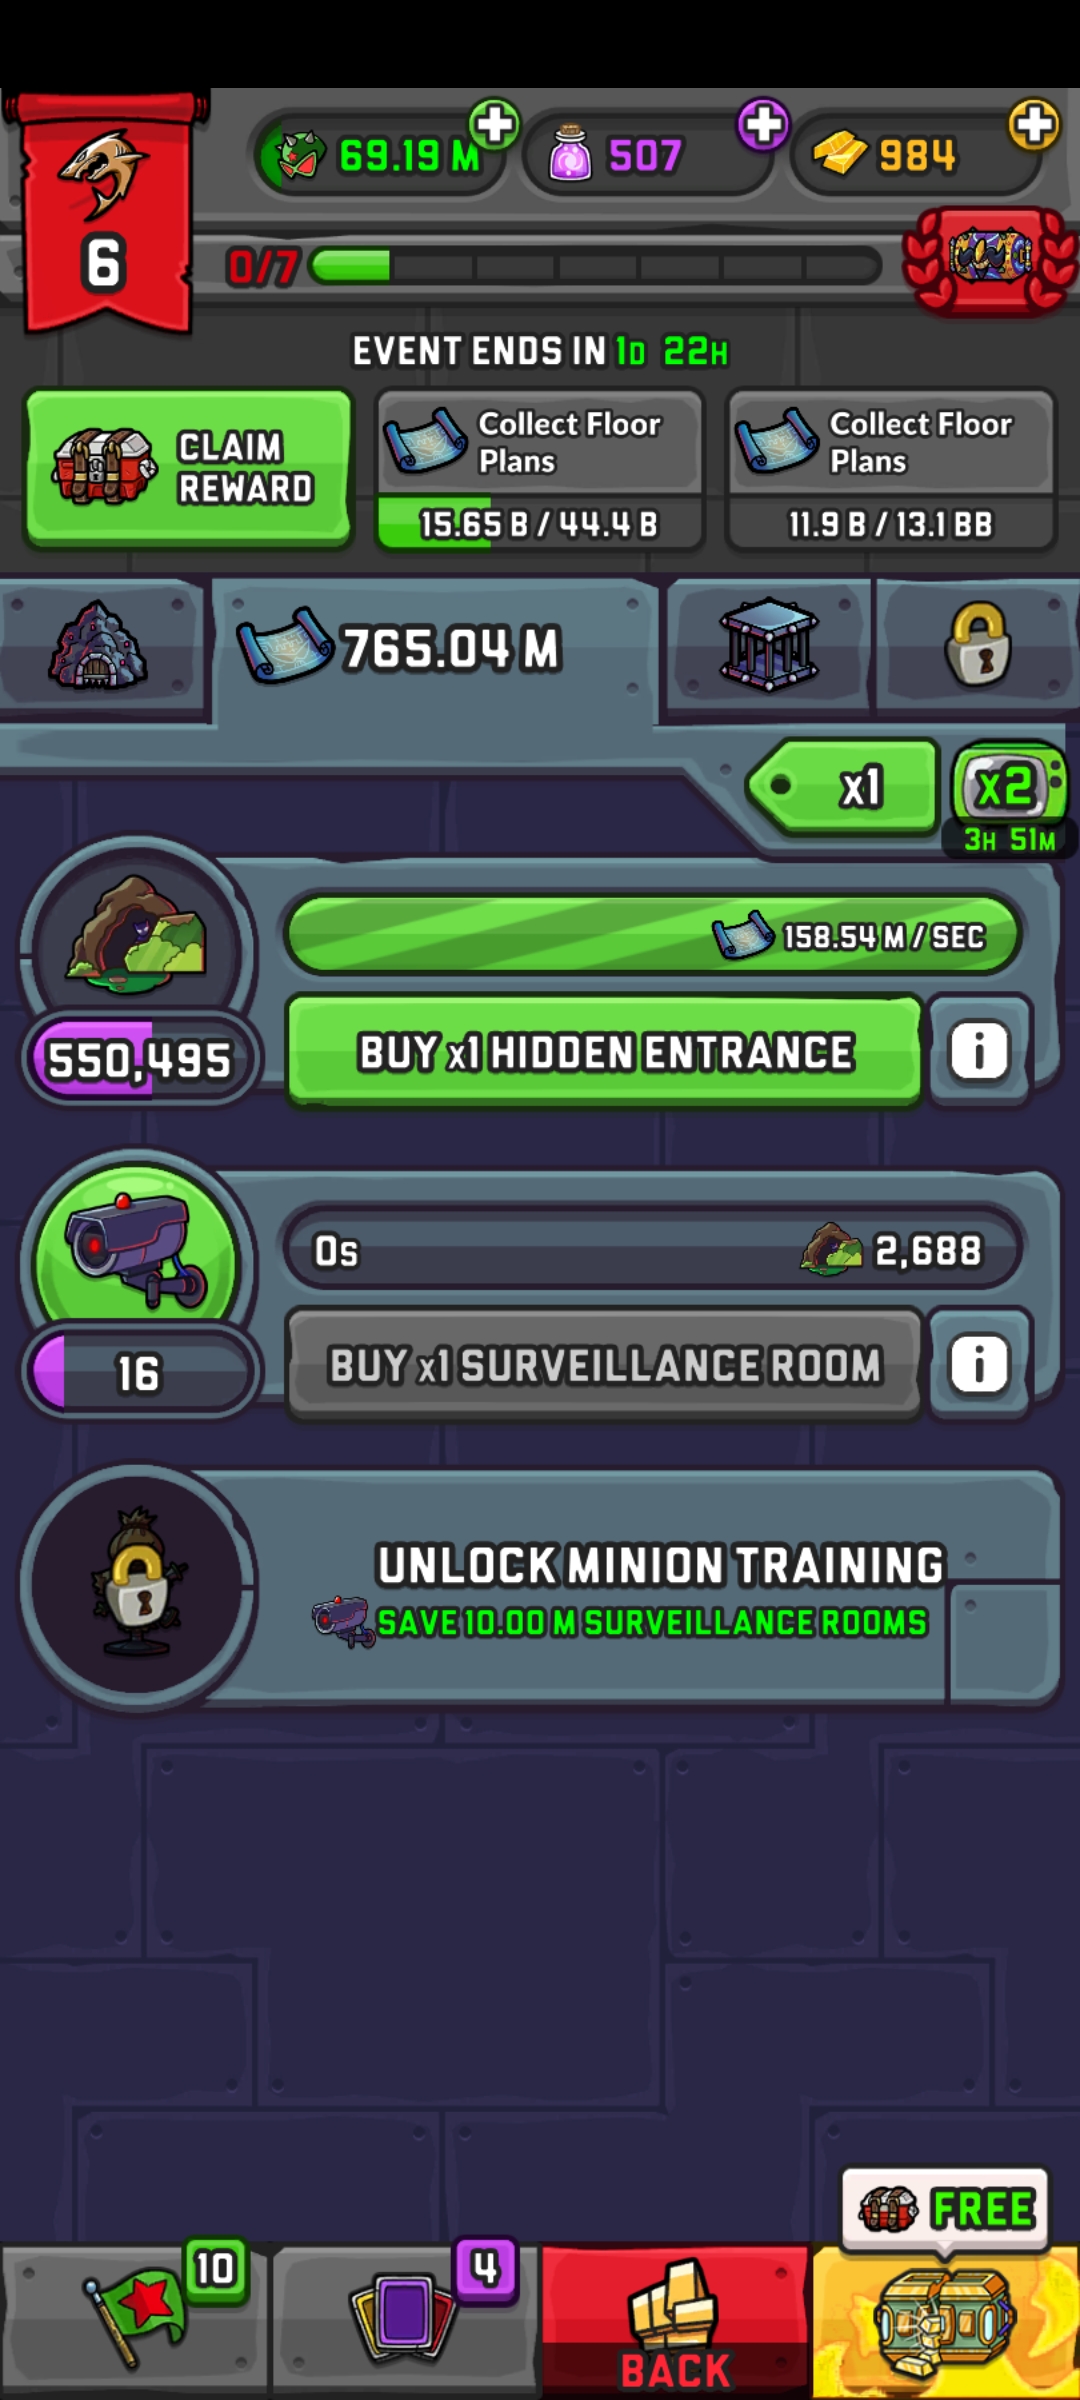 69.19 M
507
984
6
0/7
EVENT ENDS IN 1D 22H
CLAIM
REWARD
Collect Floor
Plans
15.65 B / 44.4 B
Collect Floor
Plans
11.9 B / 13.1 BB
765.04 M
x1
x2
3H 51M
158.54 M / SEC
550,495
BUY x1 HIDDEN ENTRANCE
i
0s
2,688
16
BUY x1 SURVEILLANCE ROOM
i
UNLOCK MINION TRAINING
SAVE 10.00 M SURVEILLANCE ROOMS
FREE
10
4
BACK